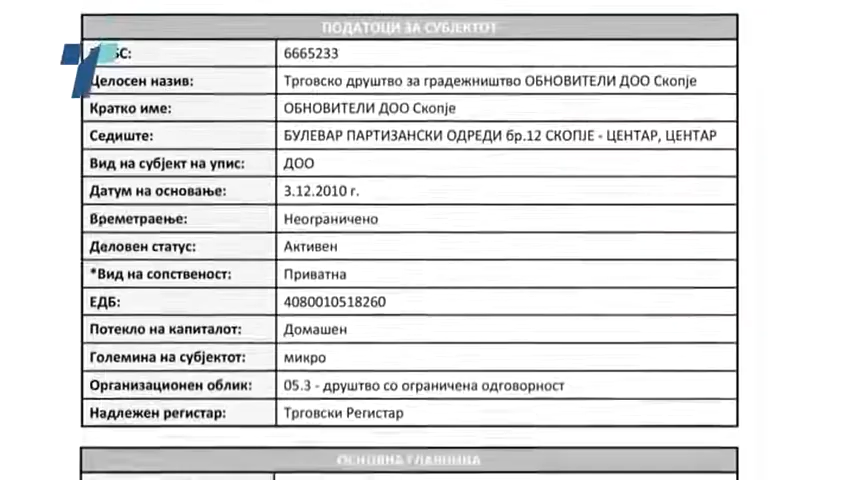 ПОДАТОЦИ ЗА СУБЈЕКТОТ
БС: 6665233
Целосен назив: Трговско друштво за градежништво ОБНОВИТЕЛИ ДОО Скопје
Кратко име: ОБНОВИТЕЛИ ДОО Скопје
Седиште: БУЛЕВАР ПАРТИЗАНСКИ ОДРЕДИ бр.12 СКОПЈЕ - ЦЕНТАР, ЦЕНТАР
Вид на субјект на упис: ДОО
Датум на основање: 3.12.2010 г.
Времетраење: Неограничено
Деловен статус: Активен
*Вид на сопственост: Приватна
ЕДБ: 4080010518260
Потекло на капиталот: Домашен
Големина на субјектот: микро
Организационен облик: 05.3 - друштво со ограничена одговорност
Надлежен регистар: Трговски Регистар
ОСНОВНА ГЛАВНИНА